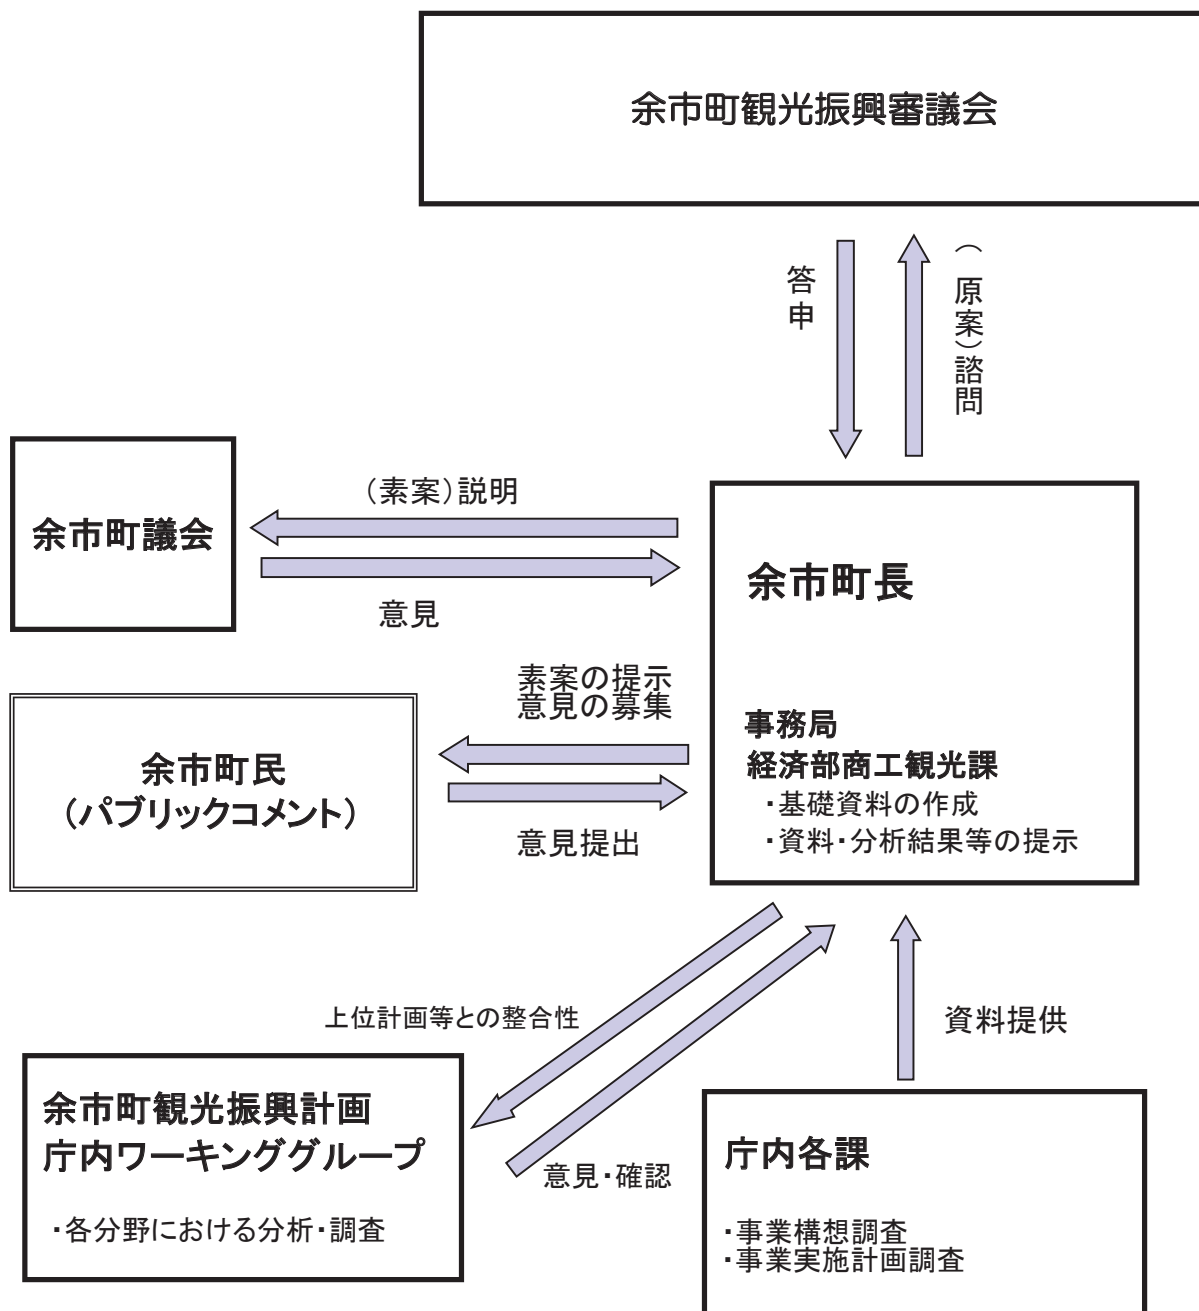 余市町観光振興審議会
答申
(原案)諮問
余市町議会
(素案)説明
意見
余市町長
事務局
経済部商工観光課
・基礎資料の作成
・資料・分析結果等の提示
素案の提示
意見の募集
余市町民
(パブリックコメント)
意見提出
上位計画等との整合性
意見・確認
資料提供
余市町観光振興計画
庁内ワーキンググループ
・各分野における分析・調査
庁内各課
・事業構想調査
・事業実施計画調査